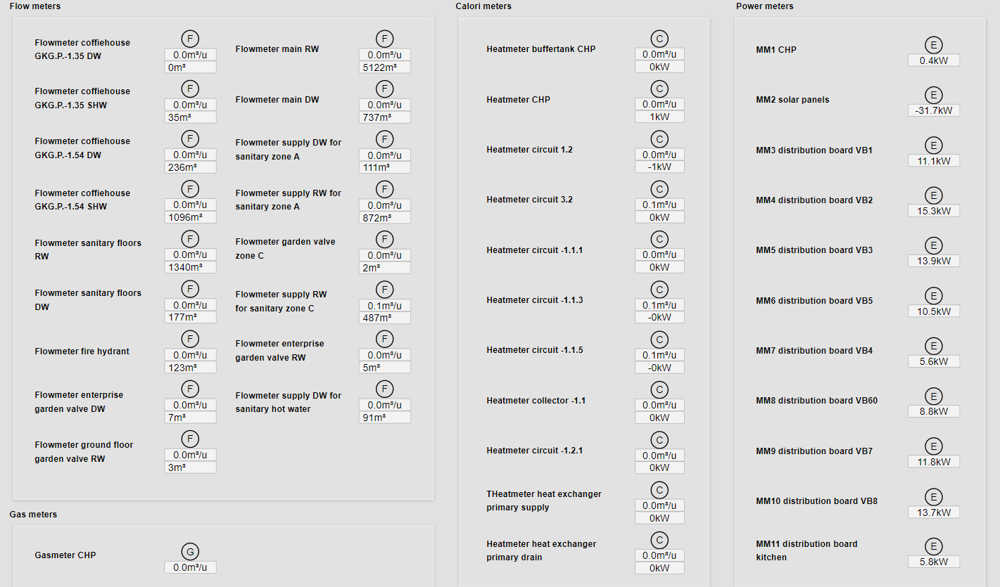 Flow meters
Flowmeter coffiehouse
GKG.P.-1.35 DW
F
0.0m³/u
0m³
Flowmeter main RW
F
0.0m³/u
5122m³
Flowmeter coffiehouse
GKG.P.-1.35 SHW
F
0.0m³/u
35m³
Flowmeter main DW
F
0.0m³/u
737m³
Flowmeter coffiehouse
GKG.P.-1.54 DW
F
0.0m³/u
236m³
Flowmeter supply DW for
sanitary zone A
F
0.0m³/u
111m³
Flowmeter coffiehouse
GKG.P.-1.54 SHW
F
0.0m³/u
1096m³
Flowmeter supply RW for
sanitary zone A
F
0.0m³/u
872m³
Flowmeter sanitary floors
RW
F
0.0m³/u
1340m³
Flowmeter garden valve
zone C
F
0.0m³/u
2m³
Flowmeter sanitary floors
DW
F
0.0m³/u
177m³
Flowmeter supply RW
for sanitary zone C
F
0.1m³/u
487m³
Flowmeter fire hydrant
F
0.0m³/u
123m³
Flowmeter enterprise
garden valve RW
F
0.0m³/u
5m³
Flowmeter enterprise
garden valve DW
F
0.0m³/u
7m³
Flowmeter supply DW for
sanitary hot water
F
0.0m³/u
91m³
Flowmeter ground floor
garden valve RW
F
0.0m³/u
3m³
Gas meters
Gasmeter CHP
G
0.0m³/u
Calori meters
Heatmeter buffertank CHP
C
0.0m³/u
0kW
Heatmeter CHP
C
0.0m³/u
1kW
Heatmeter circuit 1.2
C
0.0m³/u
-1kW
Heatmeter circuit 3.2
C
0.1m³/u
0kW
Heatmeter circuit -1.1.1
C
0.0m³/u
0kW
Heatmeter circuit -1.1.3
C
0.1m³/u
-0kW
Heatmeter circuit -1.1.5
C
0.1m³/u
-0kW
Heatmeter collector -1.1
C
0.0m³/u
0kW
Heatmeter circuit -1.2.1
C
0.0m³/u
0kW
THeatmeter heat exchanger
primary supply
C
0.0m³/u
0kW
Heatmeter heat exchanger
primary drain
C
0.0m³/u
0kW
Power meters
MM1 CHP
E
0.4kW
MM2 solar panels
E
-31.7kW
MM3 distribution board VB1
E
11.1kW
MM4 distribution board VB2
E
15.3kW
MM5 distribution board VB3
E
13.9kW
MM6 distribution board VB5
E
10.5kW
MM7 distribution board VB4
E
5.6kW
MM8 distribution board VB60
E
8.8kW
MM9 distribution board VB7
E
11.8kW
MM10 distribution board VB8
E
13.7kW
MM11 distribution board
kitchen
E
5.8kW